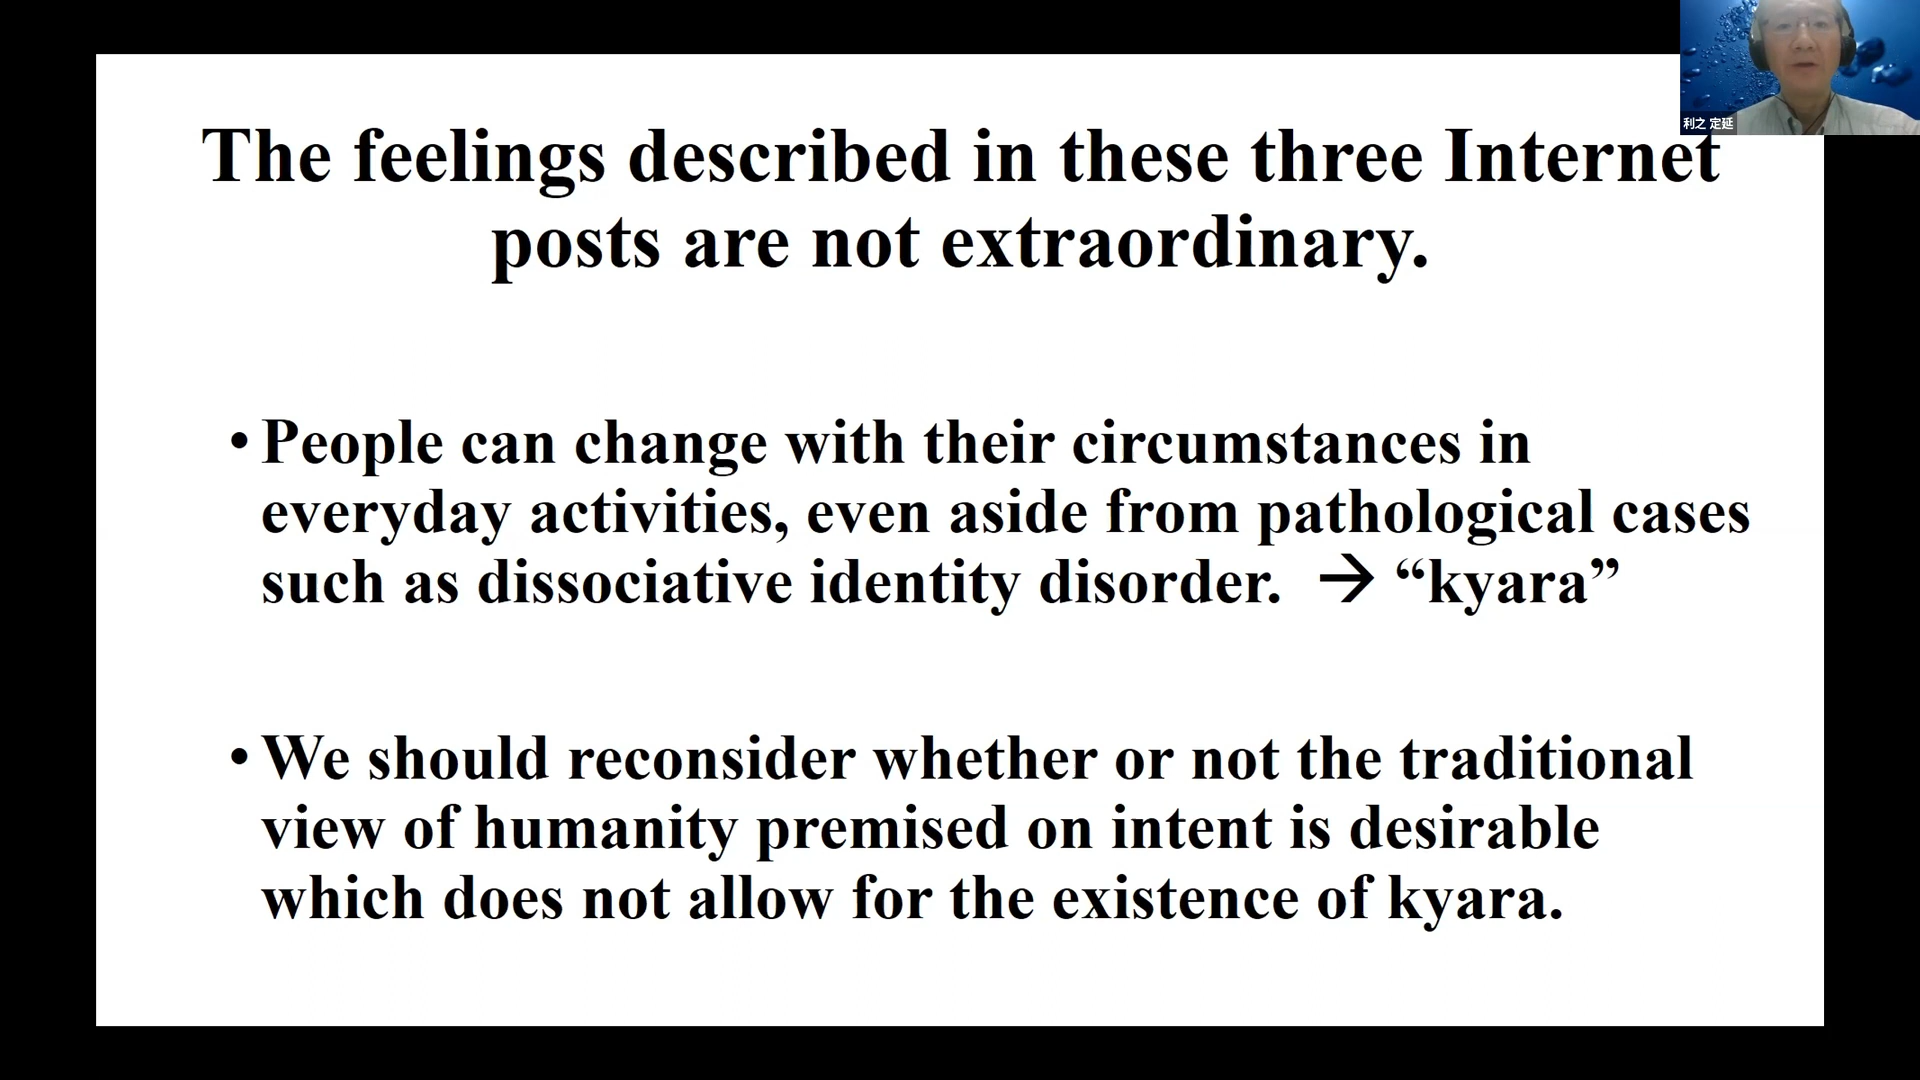 利之 定延
The feelings described in these three Internet
posts are not extraordinary.
• People can change with their circumstances in
everyday activities, even aside from pathological cases
such as dissociative identity disorder. → “kyara”
• We should reconsider whether or not the traditional
view of humanity premised on intent is desirable
which does not allow for the existence of kyara.